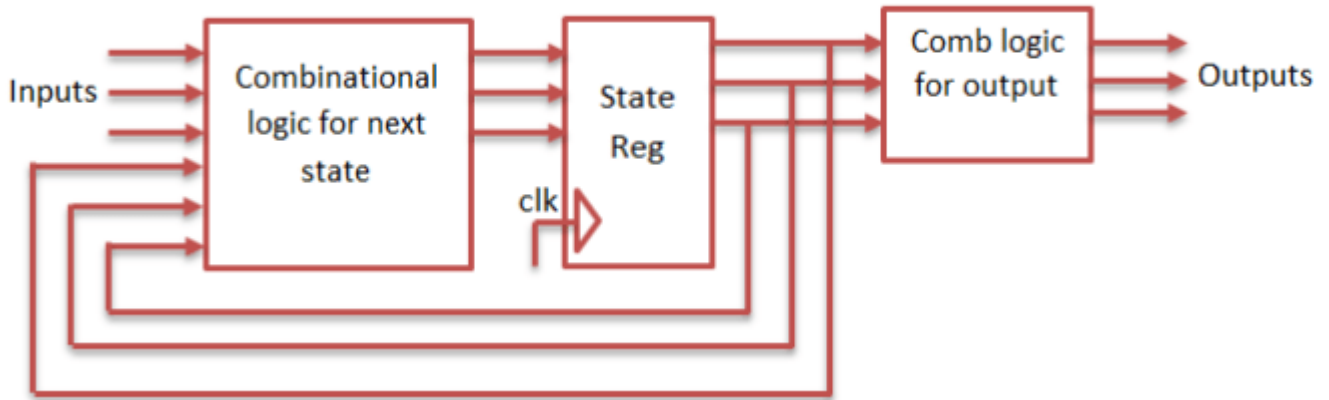 Inputs
Combinational
logic for next
state
clk
State
Reg
Comb logic
for output
Outputs